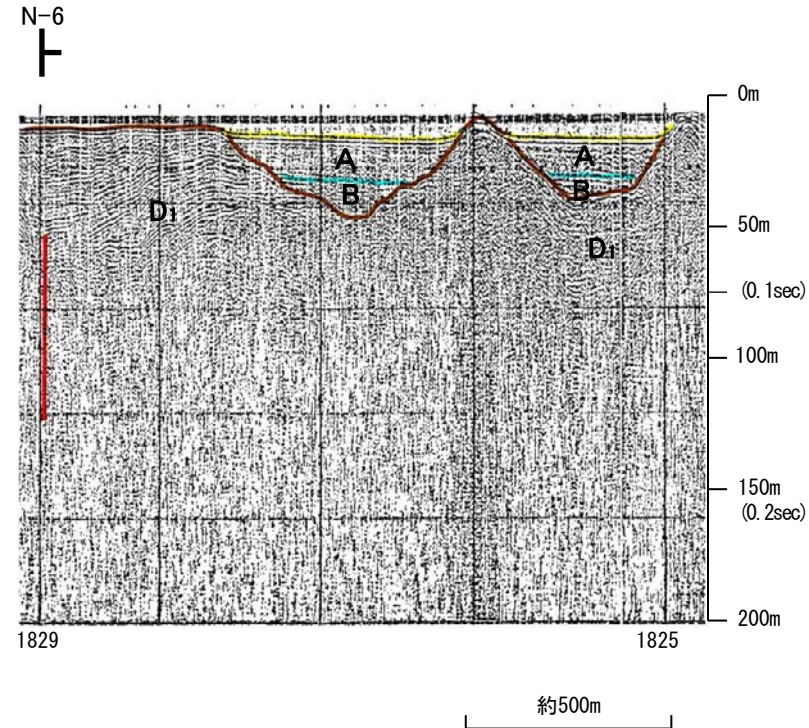 N-6
0m
A
A
B
B
D1
50m
D1
(0.1sec)
100m
150m
(0.2sec)
200m
1829
1825
約500m